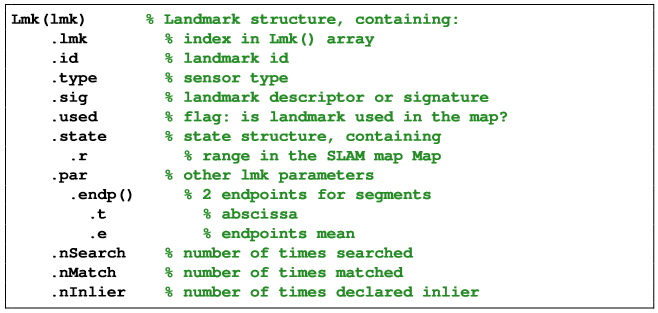 Lmk(lmk) % Landmark structure, containing:
.lmk % index in Lmk() array
.id % landmark id
.type % sensor type
.sig % landmark descriptor or signature
.used % flag: is landmark used in the map?
.state % state structure, containing
.r % range in the SLAM map Map
.par % other lmk parameters
.endp() % 2 endpoints for segments
.t % abscissa
.e % endpoints mean
.nSearch % number of times searched
.nMatch % number of times matched
.nInlier % number of times declared inlier